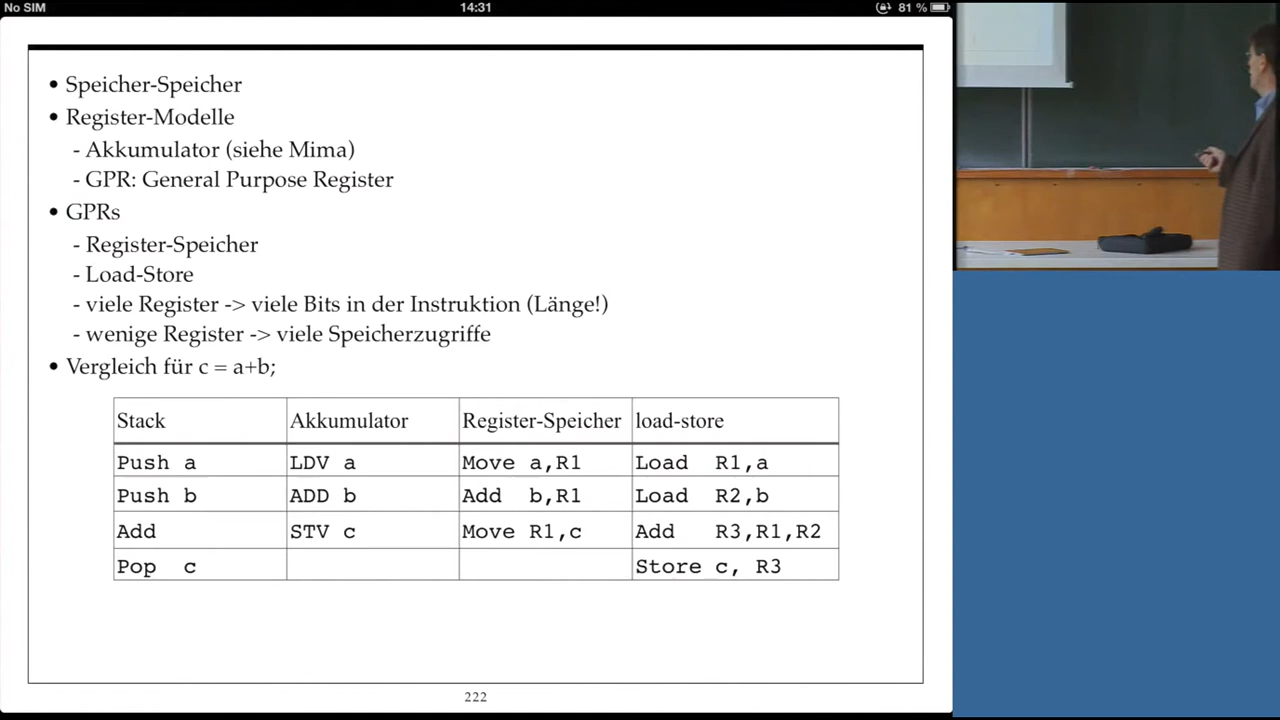 No SIM 14:31 81 %
• Speicher-Speicher
• Register-Modelle
- Akkumulator (siehe Mima)
- GPR: General Purpose Register
• GPRs
- Register-Speicher
- Load-Store
- viele Register -> viele Bits in der Instruktion (Länge!)
- wenige Register -> viele Speicherzugriffe
• Vergleich für c = a+b;
Stack Akkumulator Register-Speicher load-store
Push a LDV a Move a,R1 Load R1,a
Push b ADD b Add b,R1 Load R2,b
Add STV c Move R1,c Add R3,R1,R2
Pop c Store c, R3
222